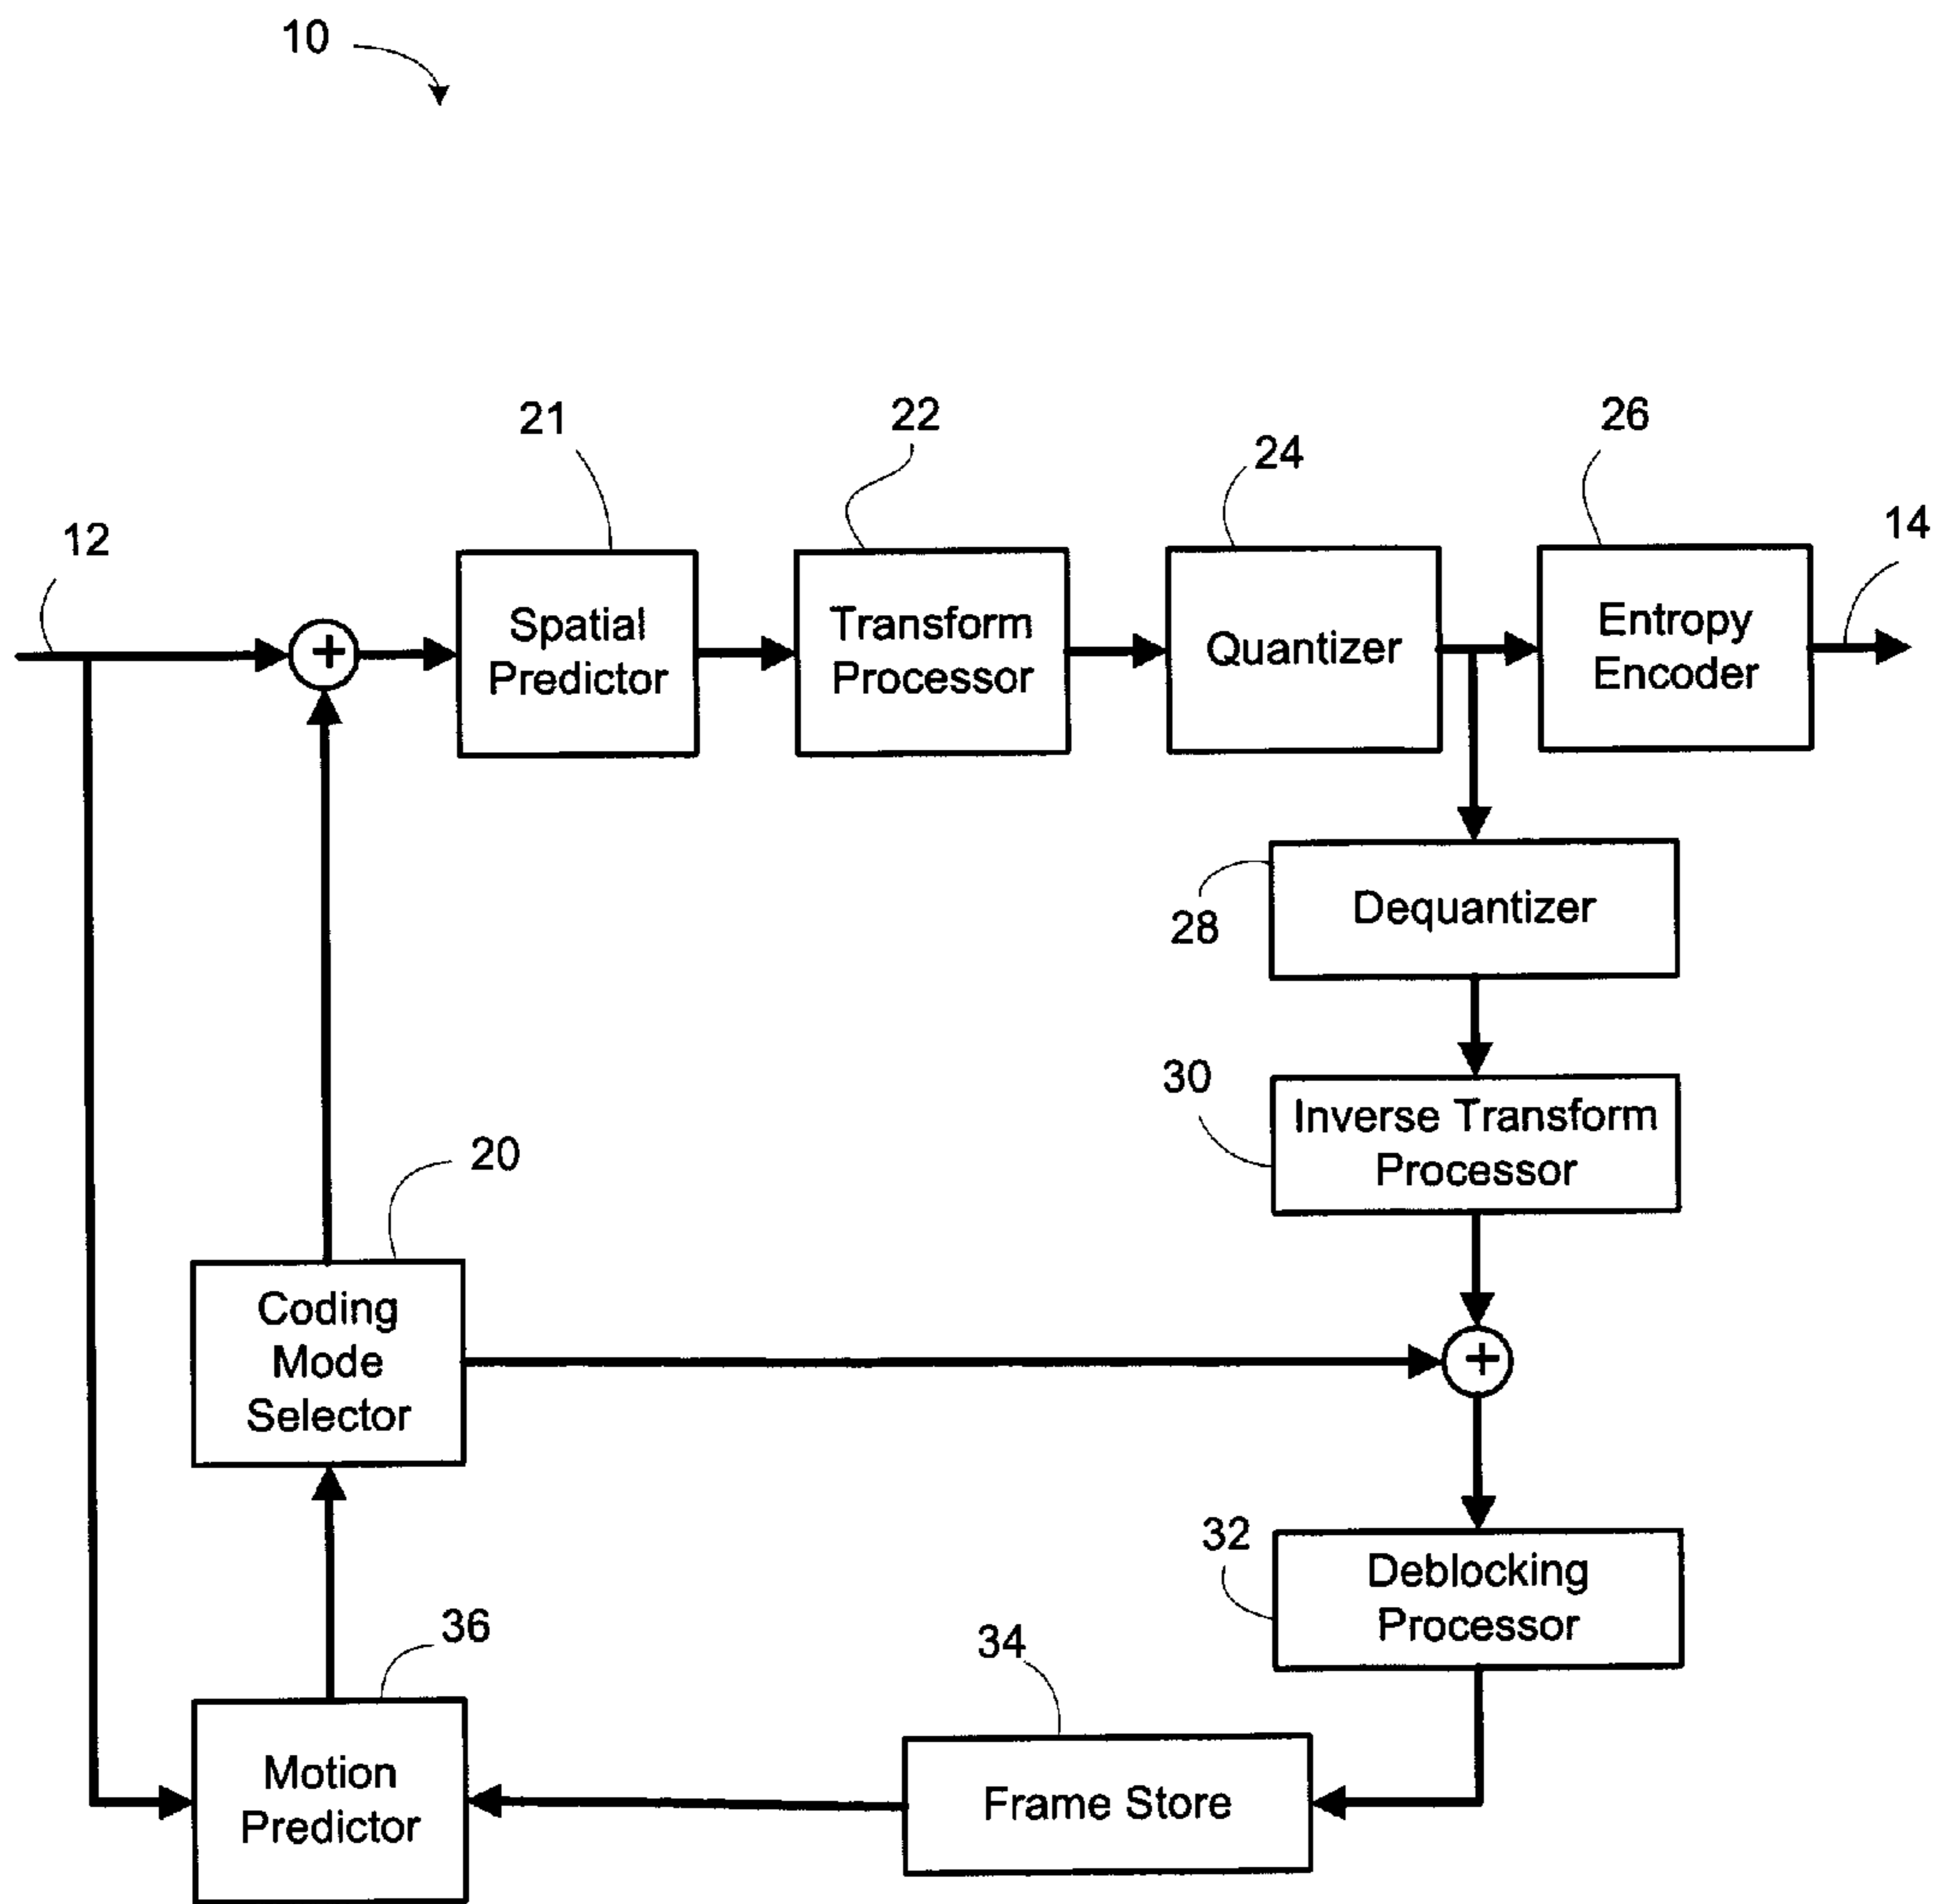 10
21
22
24
26
12
14
Spatial
Predictor
Transform
Processor
Quantizer
Entropy
Encoder
+
28
Dequantizer
30
Inverse Transform
Processor
20
Coding
Mode
Selector
+
32
Deblocking
Processor
36
34
Motion
Predictor
Frame Store